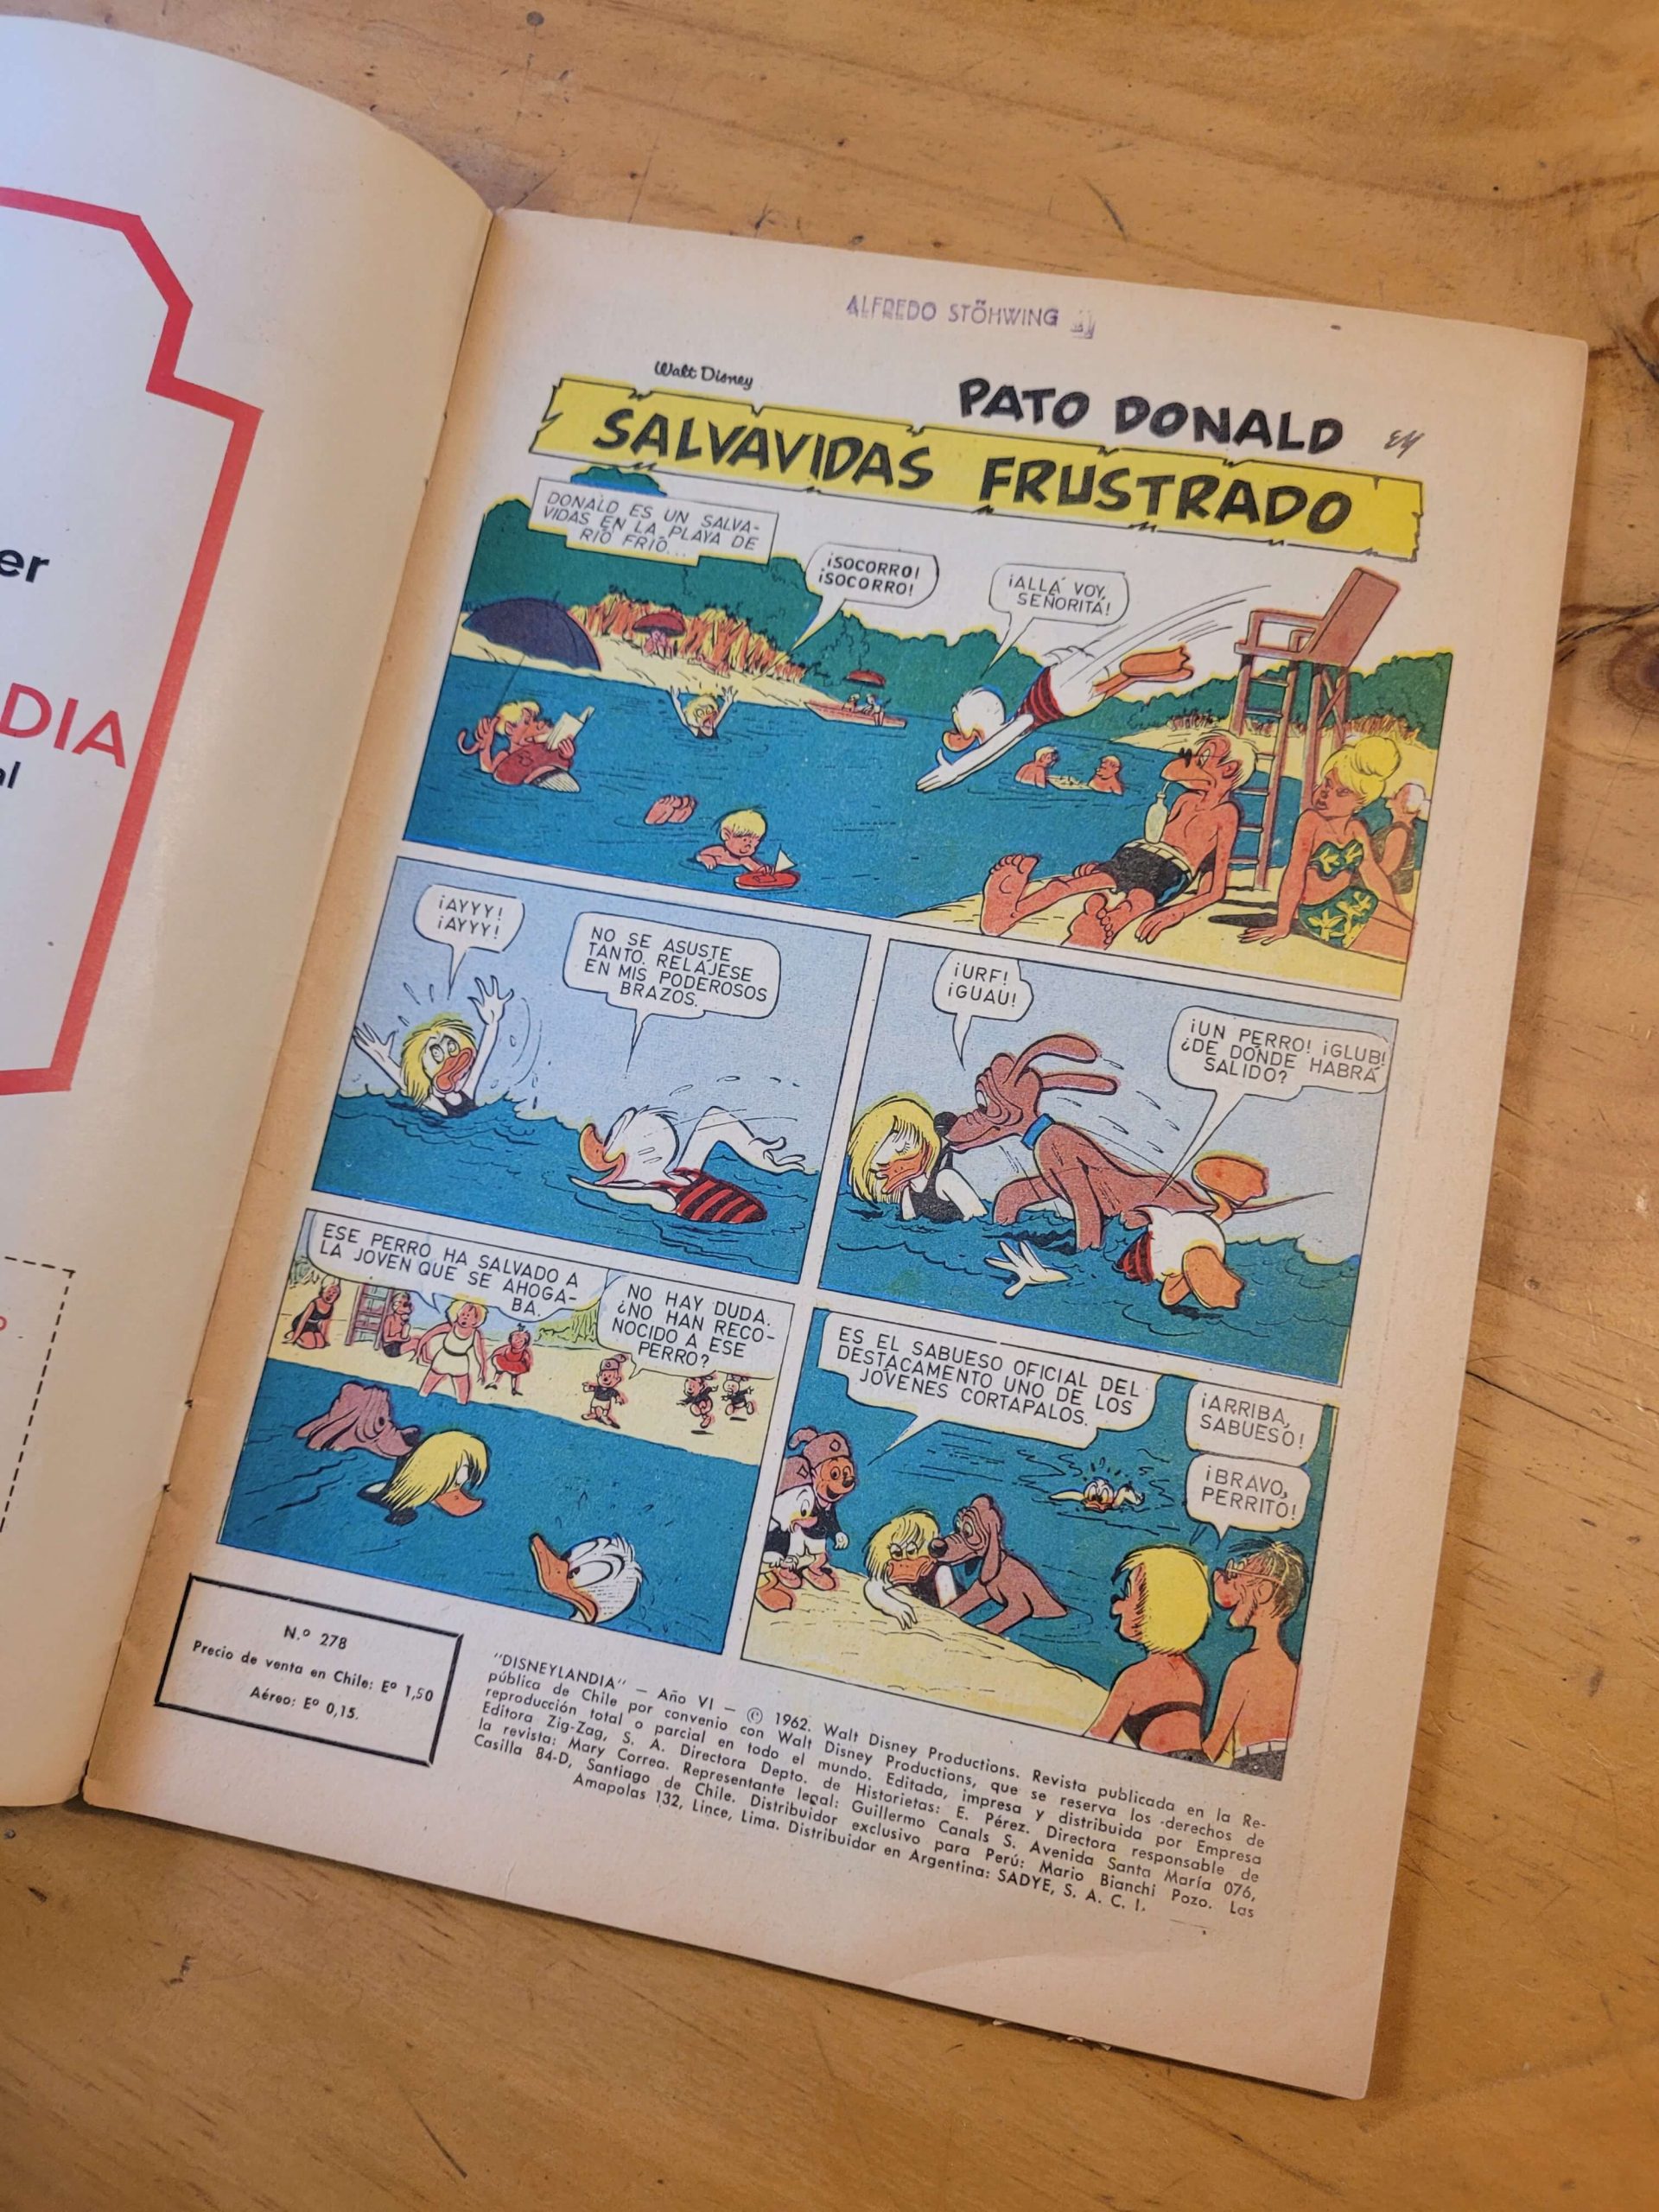 er
DIA
al
ALFREDO STÖHWING
Walt Disney
PATO DONALD
SALVAVIDAS FRUSTRADO
DONALD ES UN SALVA-
VIDAS EN LA PLAYA DE
RÍO FRÍO...
¡SOCORRO!
¡SOCORRO!
¡ALLÁ VOY,
SEÑORITA!
¡AYYY!
¡AYYY!
NO SE ASUSTE
TANTO. RELÁJESE
EN MIS PODEROSOS
BRAZOS.
¡URF!
¡GUAU!
¡UN PERRO! ¡GLUB!
¿DE DÓNDE HABRÁ
SALIDO?
ESE PERRO HA SALVADO A
LA JOVEN QUE SE AHOGA-
BA.
NO HAY DUDA.
¿NO HAN RECO-
NOCIDO A ESE
PERRO?
ES EL SABUESO OFICIAL DEL
DESTACAMENTO UNO DE LOS
JÓVENES CORTAPALOS.
¡ARRIBA,
SABUESO!
¡BRAVO,
PERRITO!
N.º 278
Precio de venta en Chile: Eº 1,50
Aéreo: Eº 0,15.
"DISNEYLANDIA" — Año VI — © 1962. Walt Disney Productions. Revista publicada en la Re-
pública de Chile por convenio con Walt Disney Productions, que se reserva los derechos de
reproducción total o parcial en todo el mundo. Editada, impresa y distribuida por Empresa
Editora Zig-Zag, S. A. Directora Depto. de Historietas: E. Pérez. Directora responsable de
la revista: Mary Correa. Representante legal: Guillermo Canals S. Avenida Santa María 076,
Casilla 84-D, Santiago de Chile. Distribuidor exclusivo para Perú: Mario Bianchi Pozo. Las
Amapolas 132, Lince, Lima. Distribuidor en Argentina: SADYE, S. A. C. I.